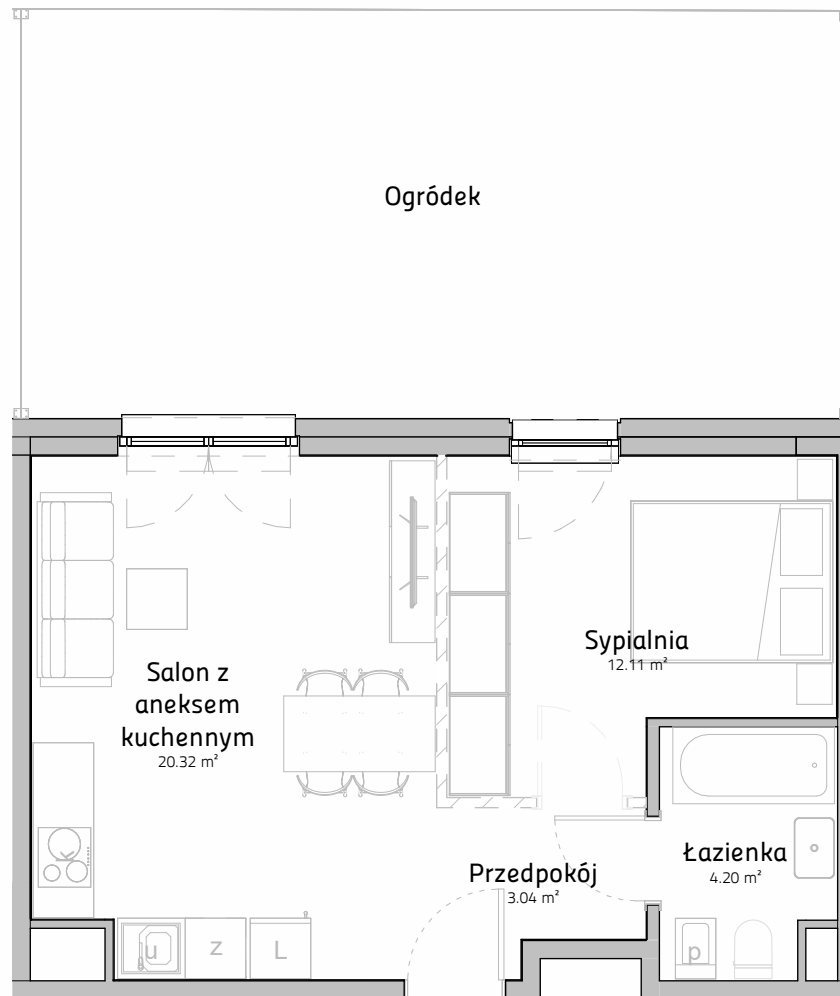 Ogródek
Sypialnia
12.11 m²
Salon z
aneksem
kuchennym
20.32 m²
Przedpokój
3.04 m²
Łazienka
4.20 m²
K
u
z
L
p